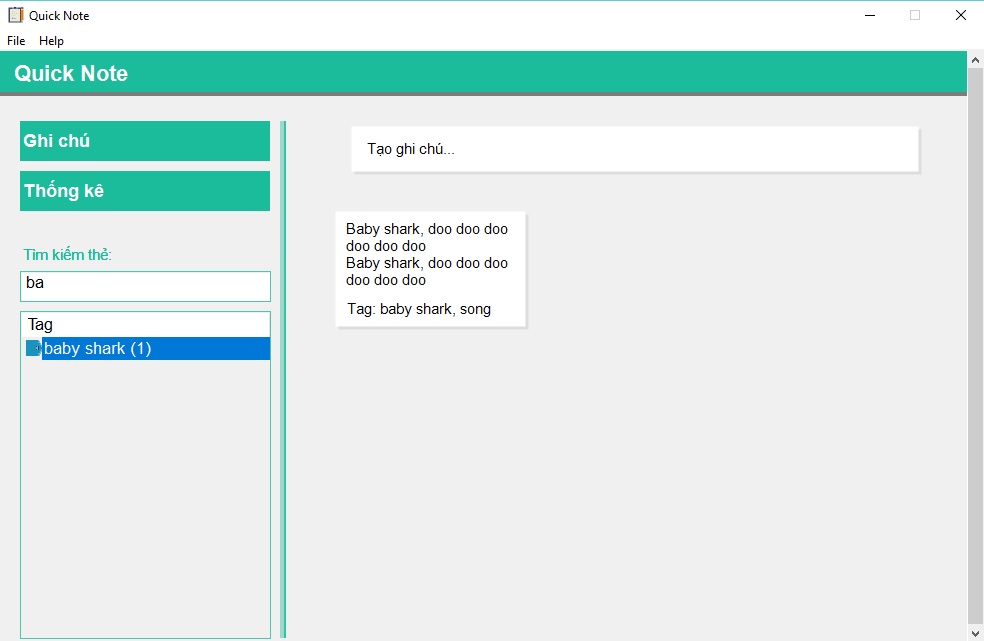 Quick Note
File Help
Quick Note
Ghi chú
Thống kê
Tìm kiếm thẻ:
ba
Tag
baby shark (1)
Tạo ghi chú...
Baby shark, doo doo doo
doo doo doo
Baby shark, doo doo doo
doo doo doo
Tag: baby shark, song